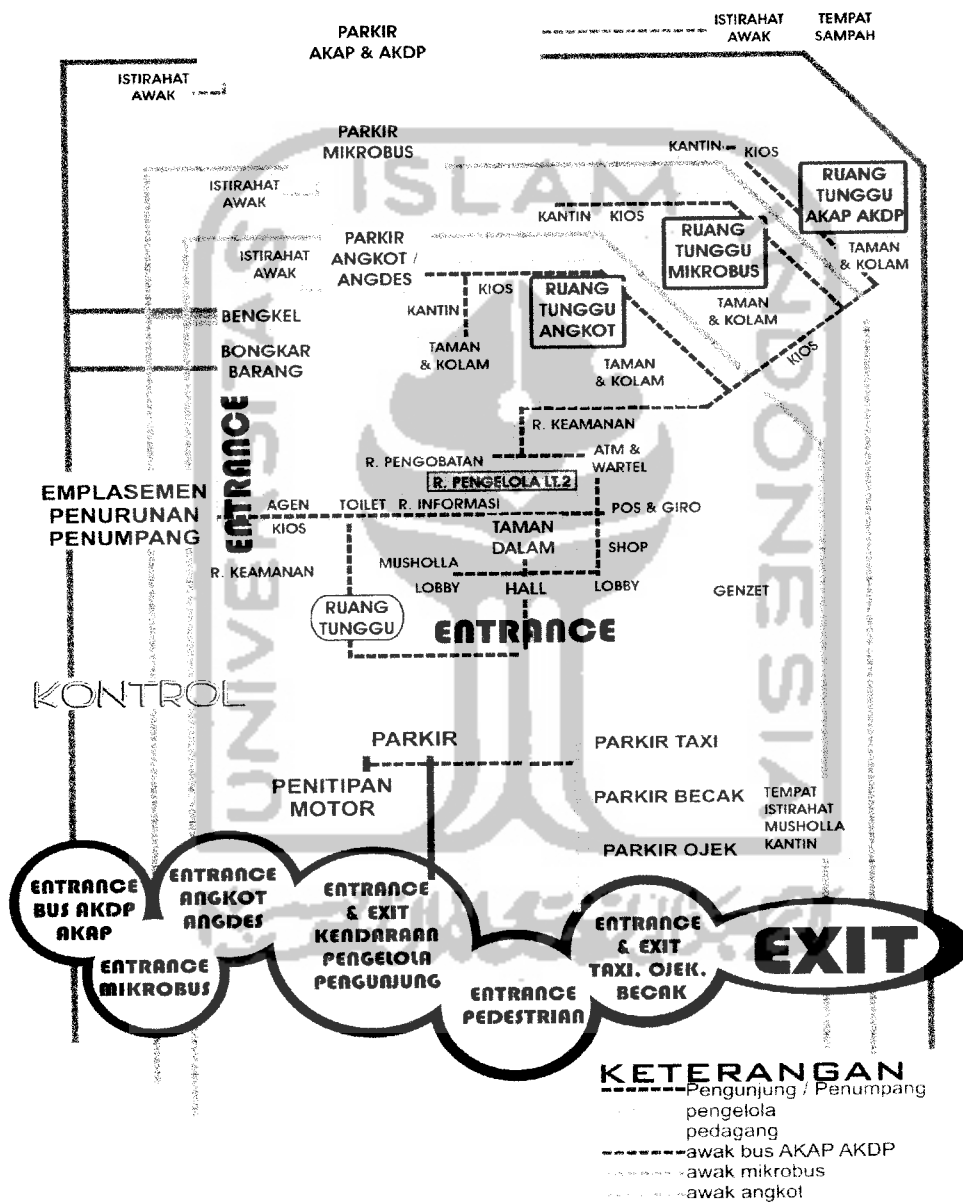 PARKIR
AKAP & AKDP
ISTIRAHAT
AWAK
TEMPAT
SAMPAH
ISTIRAHAT
AWAK
PARKIR
MIKROBUS
KANTIN
KIOS
RUANG
TUNGGU
AKAP AKDP
ISTIRAHAT
AWAK
KANTIN KIOS
RUANG
TUNGGU
MIKROBUS
TAMAN
& KOLAM
ISTIRAHAT
AWAK
PARKIR
ANGKOT /
ANGDES
KIOS
KANTIN
RUANG
TUNGGU
ANGKOT
TAMAN
& KOLAM
BENGKEL
BONGKAR
BARANG
TAMAN
& KOLAM
TAMAN
& KOLAM
KIOS
R. KEAMANAN
ATM &
WARTEL
R. PENGOBATAN
R. PENGELOLA LT.2
EMPLASEMEN
PENURUNAN
PENUMPANG
ENTRANCE
AGEN
KIOS
TOILET
R. INFORMASI
POS & GIRO
TAMAN
DALAM
SHOP
R. KEAMANAN
MUSHOLLA
LOBBY
HALL
LOBBY
GENZET
RUANG
TUNGGU
ENTRANCE
KONTROL
PARKIR
PENITIPAN
MOTOR
PARKIR TAXI
PARKIR BECAK
PARKIR OJEK
TEMPAT
ISTIRAHAT
MUSHOLLA
KANTIN
ENTRANCE
BUS AKDP
AKAP
ENTRANCE
ANGKOT
ANGDES
ENTRANCE
MIKROBUS
ENTRANCE
& EXIT
KENDARAAN
PENGELOLA
PENGUNJUNG
ENTRANCE
PEDESTRIAN
ENTRANCE
& EXIT
TAXI. OJEK.
BECAK
EXIT
KETERANGAN
Pengunjung / Penumpang
pengelola
pedagang
awak bus AKAP AKDP
awak mikrobus
awak angkot
UNIVERSITAS
ISLAM
INDONESIA